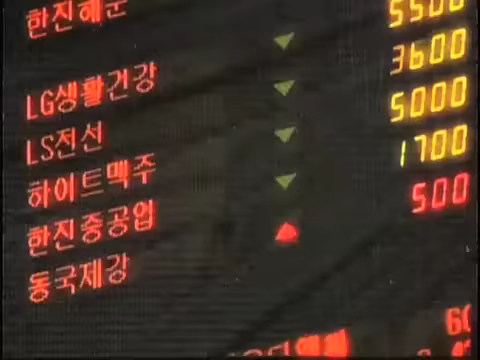 한진해운
LG생활건강 ▼ 5500
LS전선 ▼ 3600
하이트맥주 ▼ 5000
한진중공업 ▼ 1700
동국제강 ▲ 500